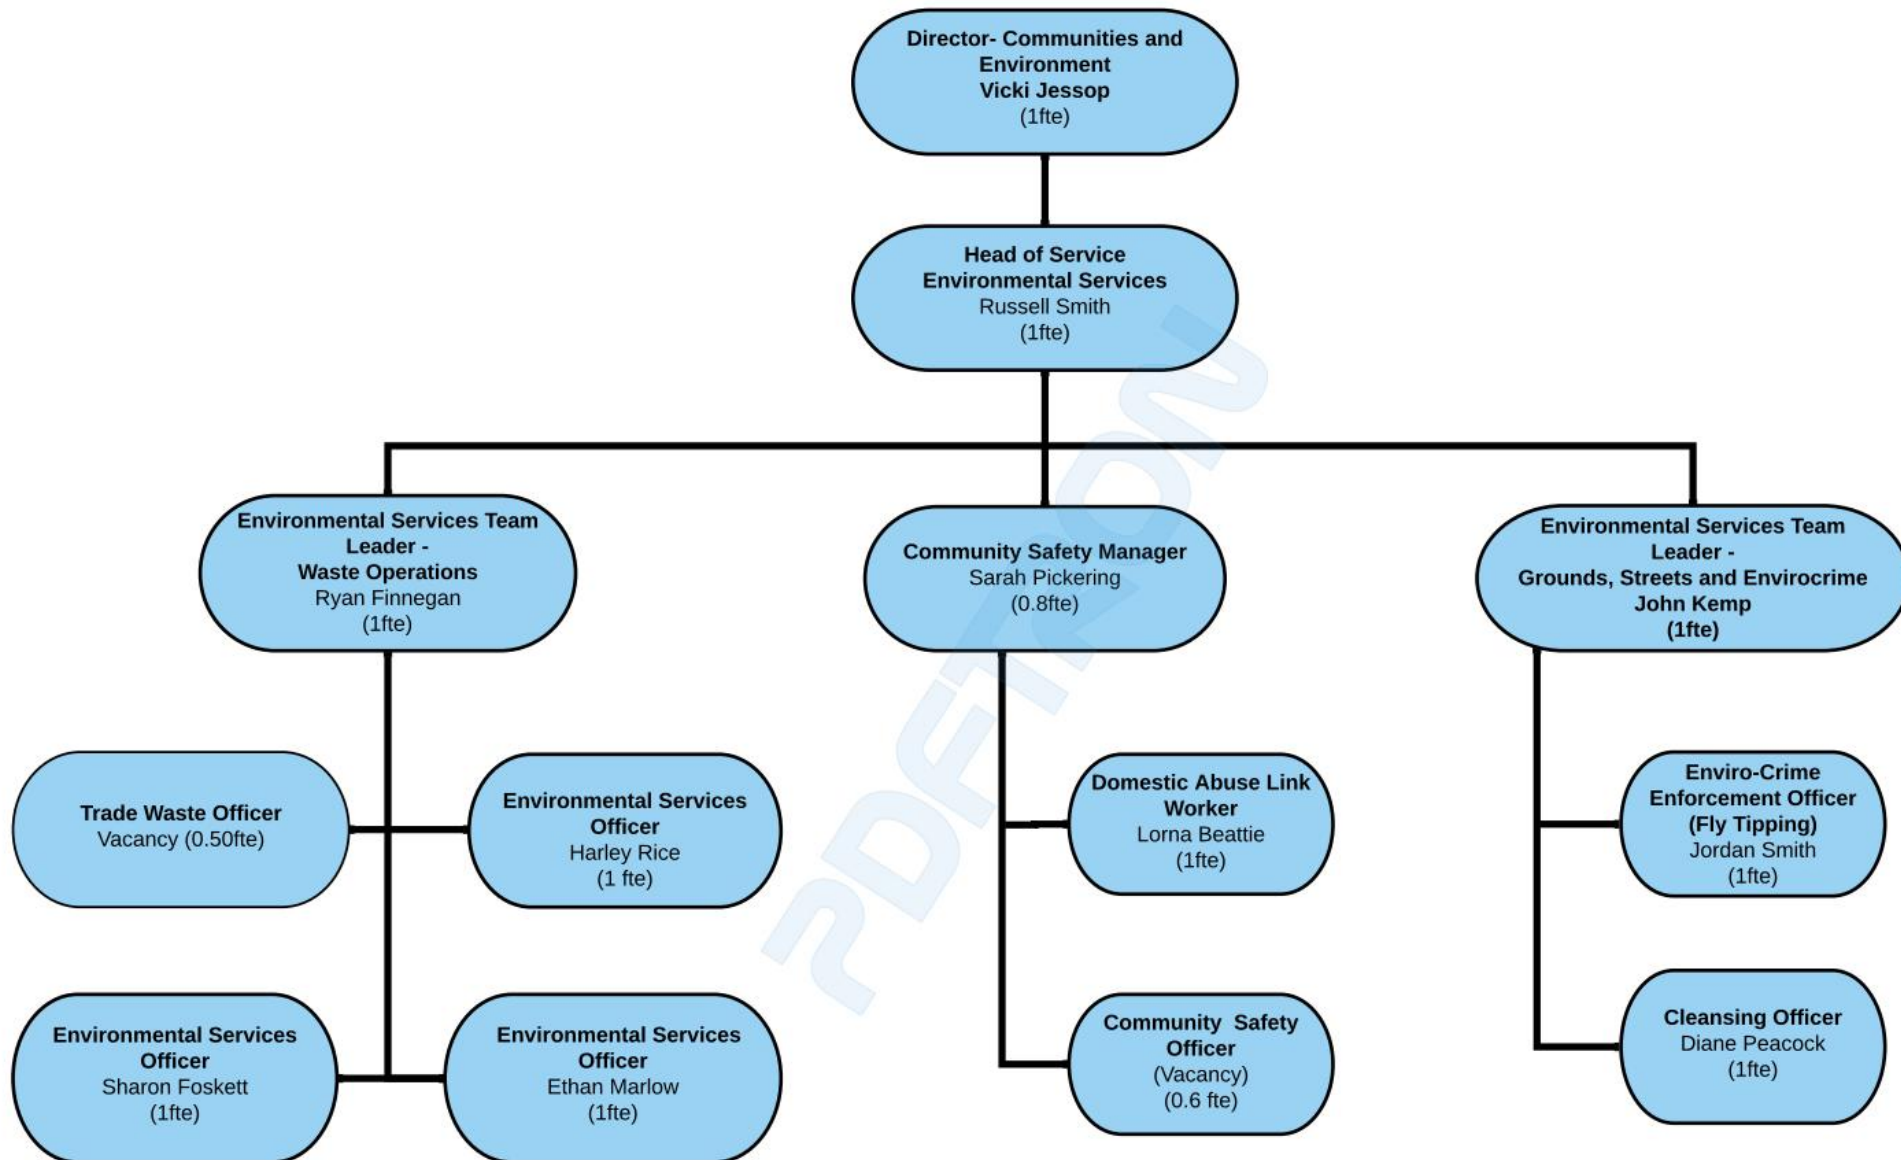 Director- Communities and
Environment
Vicki Jessop
(1fte)
Head of Service
Environmental Services
Russell Smith
(1fte)
Environmental Services Team
Leader -
Waste Operations
Ryan Finnegan
(1fte)
Community Safety Manager
Sarah Pickering
(0.8fte)
Environmental Services Team
Leader -
Grounds, Streets and Envirocrime
John Kemp
(1fte)
Trade Waste Officer
Vacancy (0.50fte)
Environmental Services
Officer
Harley Rice
(1 fte)
Domestic Abuse Link
Worker
Lorna Beattie
(1fte)
Enviro-Crime
Enforcement Officer
(Fly Tipping)
Jordan Smith
(1fte)
Environmental Services
Officer
Sharon Foskett
(1fte)
Environmental Services
Officer
Ethan Marlow
(1fte)
Community  Safety
Officer
(Vacancy)
(0.6 fte)
Cleansing Officer
Diane Peacock
(1fte)
PDFTRON